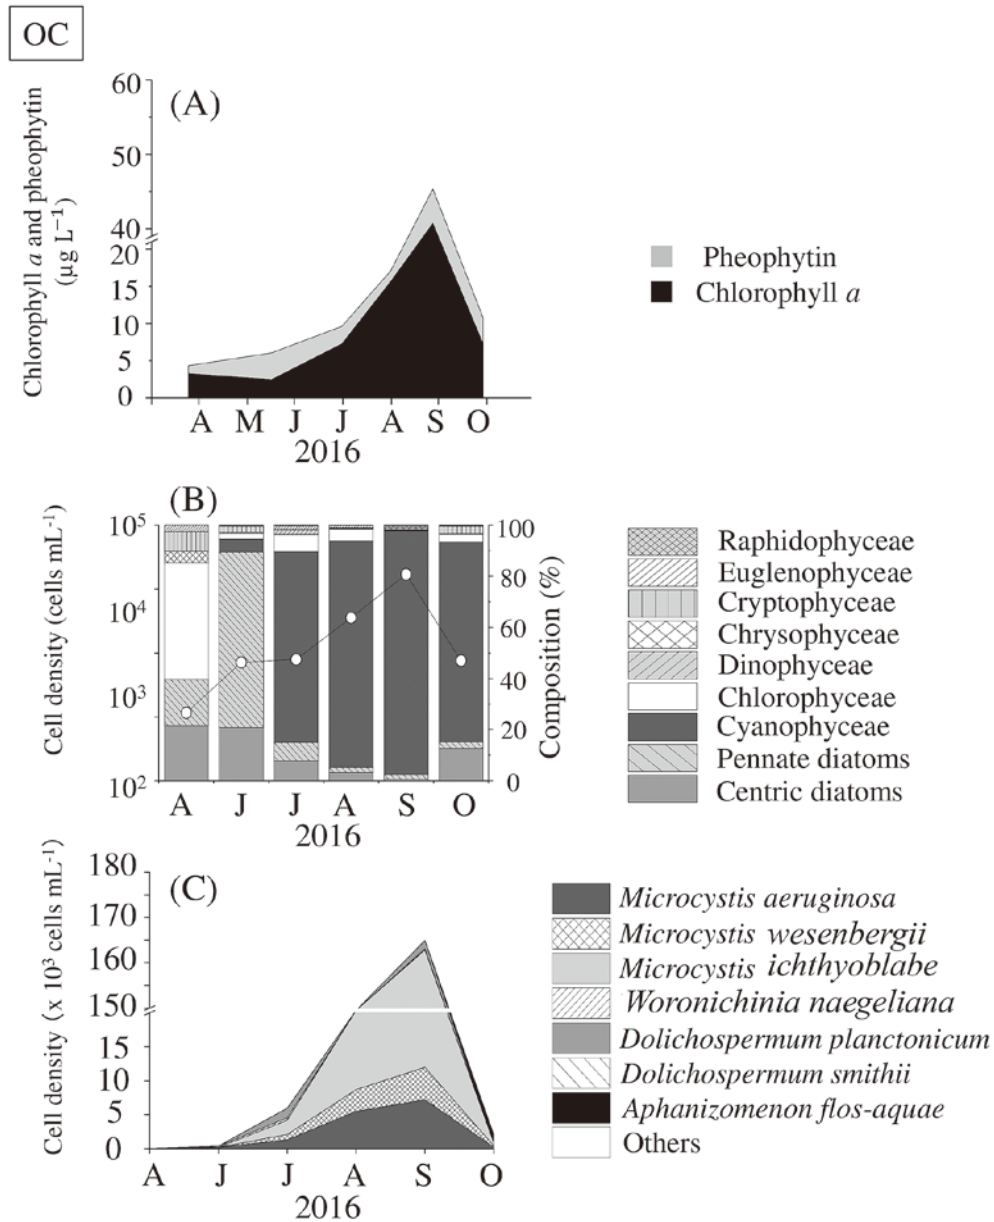 OC
(A)
Chlorophyll a and pheophytin
(µg L⁻¹)
60
50
40
20
15
10
5
0
A M J J A S O
2016
Pheophytin
Chlorophyll a
(B)
Cell density (cells mL⁻¹)
10⁵
10⁴
10³
10²
100
80
60
40
20
0
Composition (%)
A J J A S O
2016
Raphidophyceae
Euglenophyceae
Cryptophyceae
Chrysophyceae
Dinophyceae
Chlorophyceae
Cyanophyceae
Pennate diatoms
Centric diatoms
(C)
Cell density (x 10³ cells mL⁻¹)
180
170
160
150
15
10
5
0
A J J A S O
2016
Microcystis aeruginosa
Microcystis wesenbergii
Microcystis ichthyoblabe
Woronichinia naegeliana
Dolichospermum planctonicum
Dolichospermum smithii
Aphanizomenon flos-aquae
Others